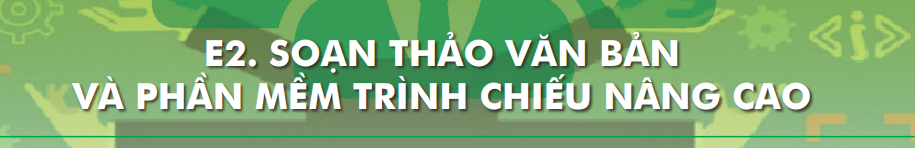 E2. SOẠN THẢO VĂN BẢN
VÀ PHẦN MỀM TRÌNH CHIẾU NÂNG CAO